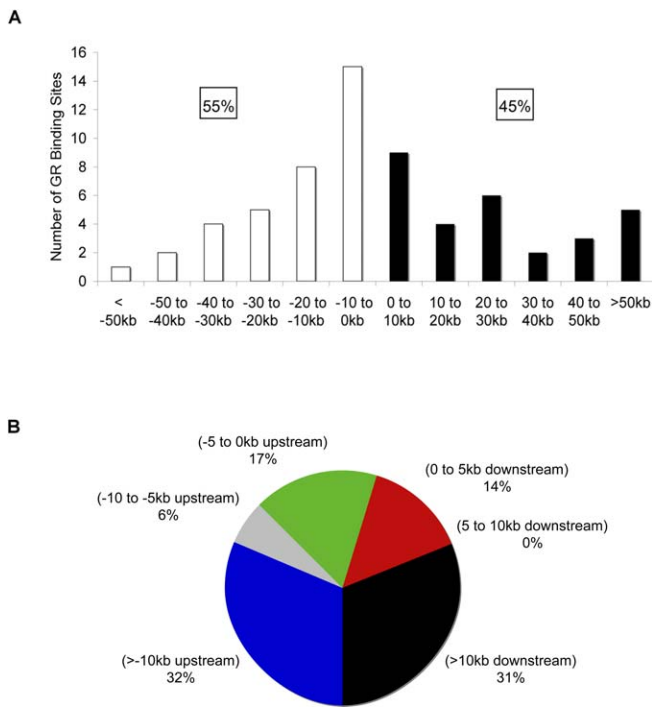 A
Number of GR Binding Sites
16
14
12
10
8
6
4
2
0
55%
45%
< -50 to -40 to -30 to -20 to -10 to 0 to 10 to 20 to 30 to 40 to >50kb
-50kb -40kb -30kb -20kb -10kb 0kb 10kb 20kb 30kb 40kb 50kb
B
(-5 to 0kb upstream)
17%
(0 to 5kb downstream)
14%
(-10 to -5kb upstream)
6%
(5 to 10kb downstream)
0%
(>-10kb upstream)
32%
(>10kb downstream)
31%